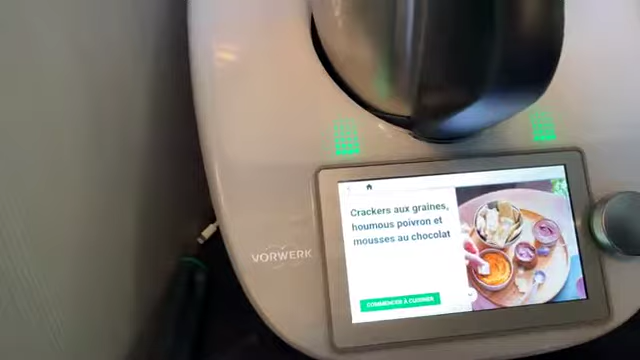 Crackers aux graines,
houmous poivron et
mousses au chocolat
VORWERK
COMMENCER À CUISINER